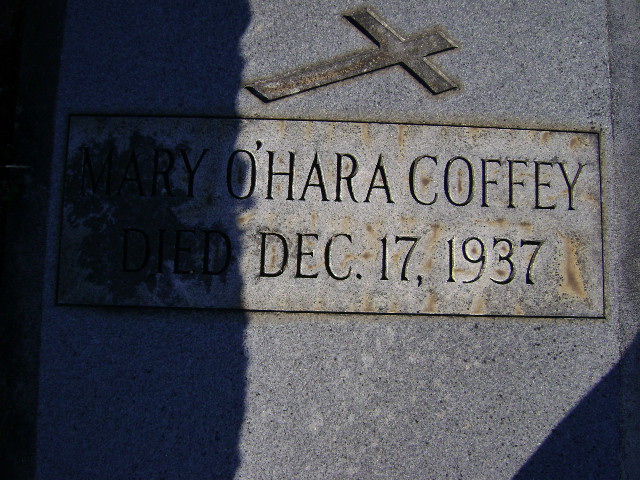 MARY O'HARA COFFEY
DIED DEC. 17, 1937